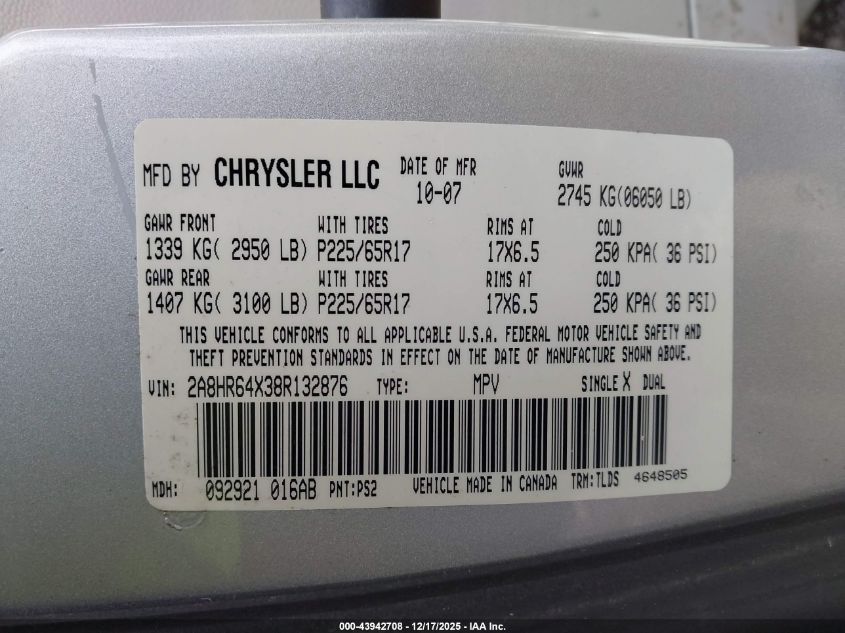 MFD BY CHRYSLER LLC DATE OF MFR GVWR
10-07 2745 KG(06050 LB)
GAWR FRONT WITH TIRES RIMS AT COLD
1339 KG( 2950 LB) P225/65R17 17X6.5 250 KPA( 36 PSI)
GAWR REAR WITH TIRES RIMS AT COLD
1407 KG( 3100 LB) P225/65R17 17X6.5 250 KPA( 36 PSI)
THIS VEHICLE CONFORMS TO ALL APPLICABLE U.S.A. FEDERAL MOTOR VEHICLE SAFETY AND
THEFT PREVENTION STANDARDS IN EFFECT ON THE DATE OF MANUFACTURE SHOWN ABOVE.
VIN: 2A8HR64X38R132876 TYPE: MPV SINGLE X DUAL
MDH: 092921 016AB PNT:PS2 VEHICLE MADE IN CANADA TRM:TLDS 4648505
000-43942708 - 12/17/2025 - IAA Inc.